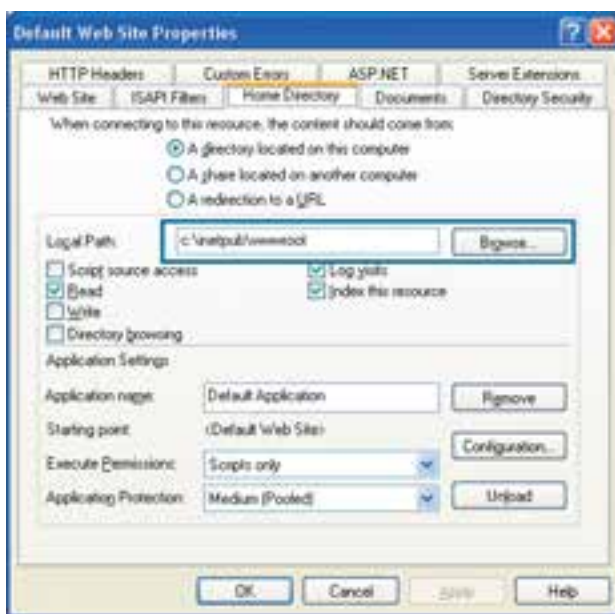 Default Web Site Properties
HTTP Headers Custom Errors ASP.NET Server Extensions
Web Site ISAPI Filters Home Directory Documents Directory Security
When connecting to this resource, the content should come from:
A directory located on this computer
A share located on another computer
A redirection to a URL
Local Path: c:\inetpub\wwwroot Browse...
Script source access Log visits
Read Index this resource
Write
Directory browsing
Application Settings
Application name: Default Application Remove
Starting point: <Default Web Site>
Configuration...
Execute Permissions: Scripts only
Application Protection: Medium (Pooled) Unload
OK Cancel Apply Help